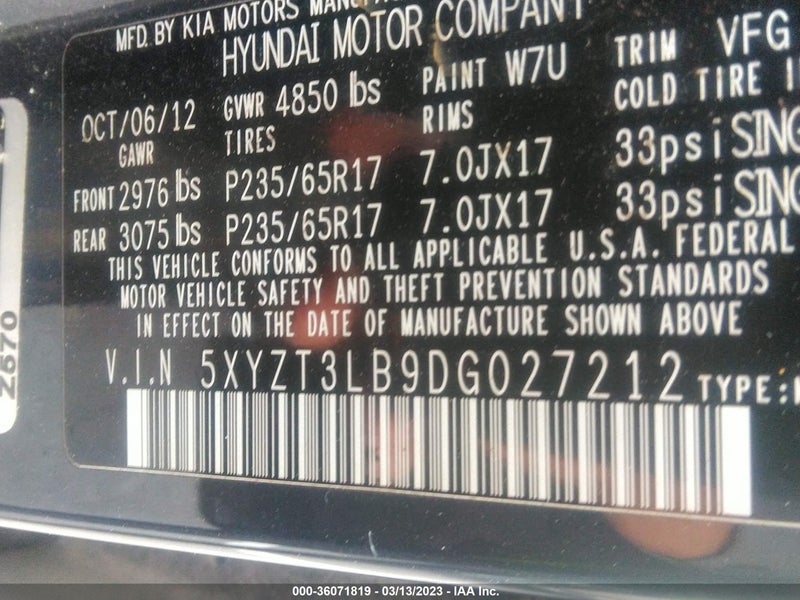 MFD. BY KIA MOTORS
HYUNDAI MOTOR COMPANY
OCT/06/12 GVWR 4850 lbs PAINT W7U TRIM VFG
GAWR TIRES RIMS COLD TIRE
FRONT 2976 lbs P235/65R17 7.0JX17 33psi SING
REAR 3075 lbs P235/65R17 7.0JX17 33psi SING
THIS VEHICLE CONFORMS TO ALL APPLICABLE U.S.A. FEDERAL
MOTOR VEHICLE SAFETY AND THEFT PREVENTION STANDARDS
IN EFFECT ON THE DATE OF MANUFACTURE SHOWN ABOVE
V.I.N 5XYZT3LB9DG027212 TYPE:
2670
000-36071819 - 03/13/2023 - IAA Inc.